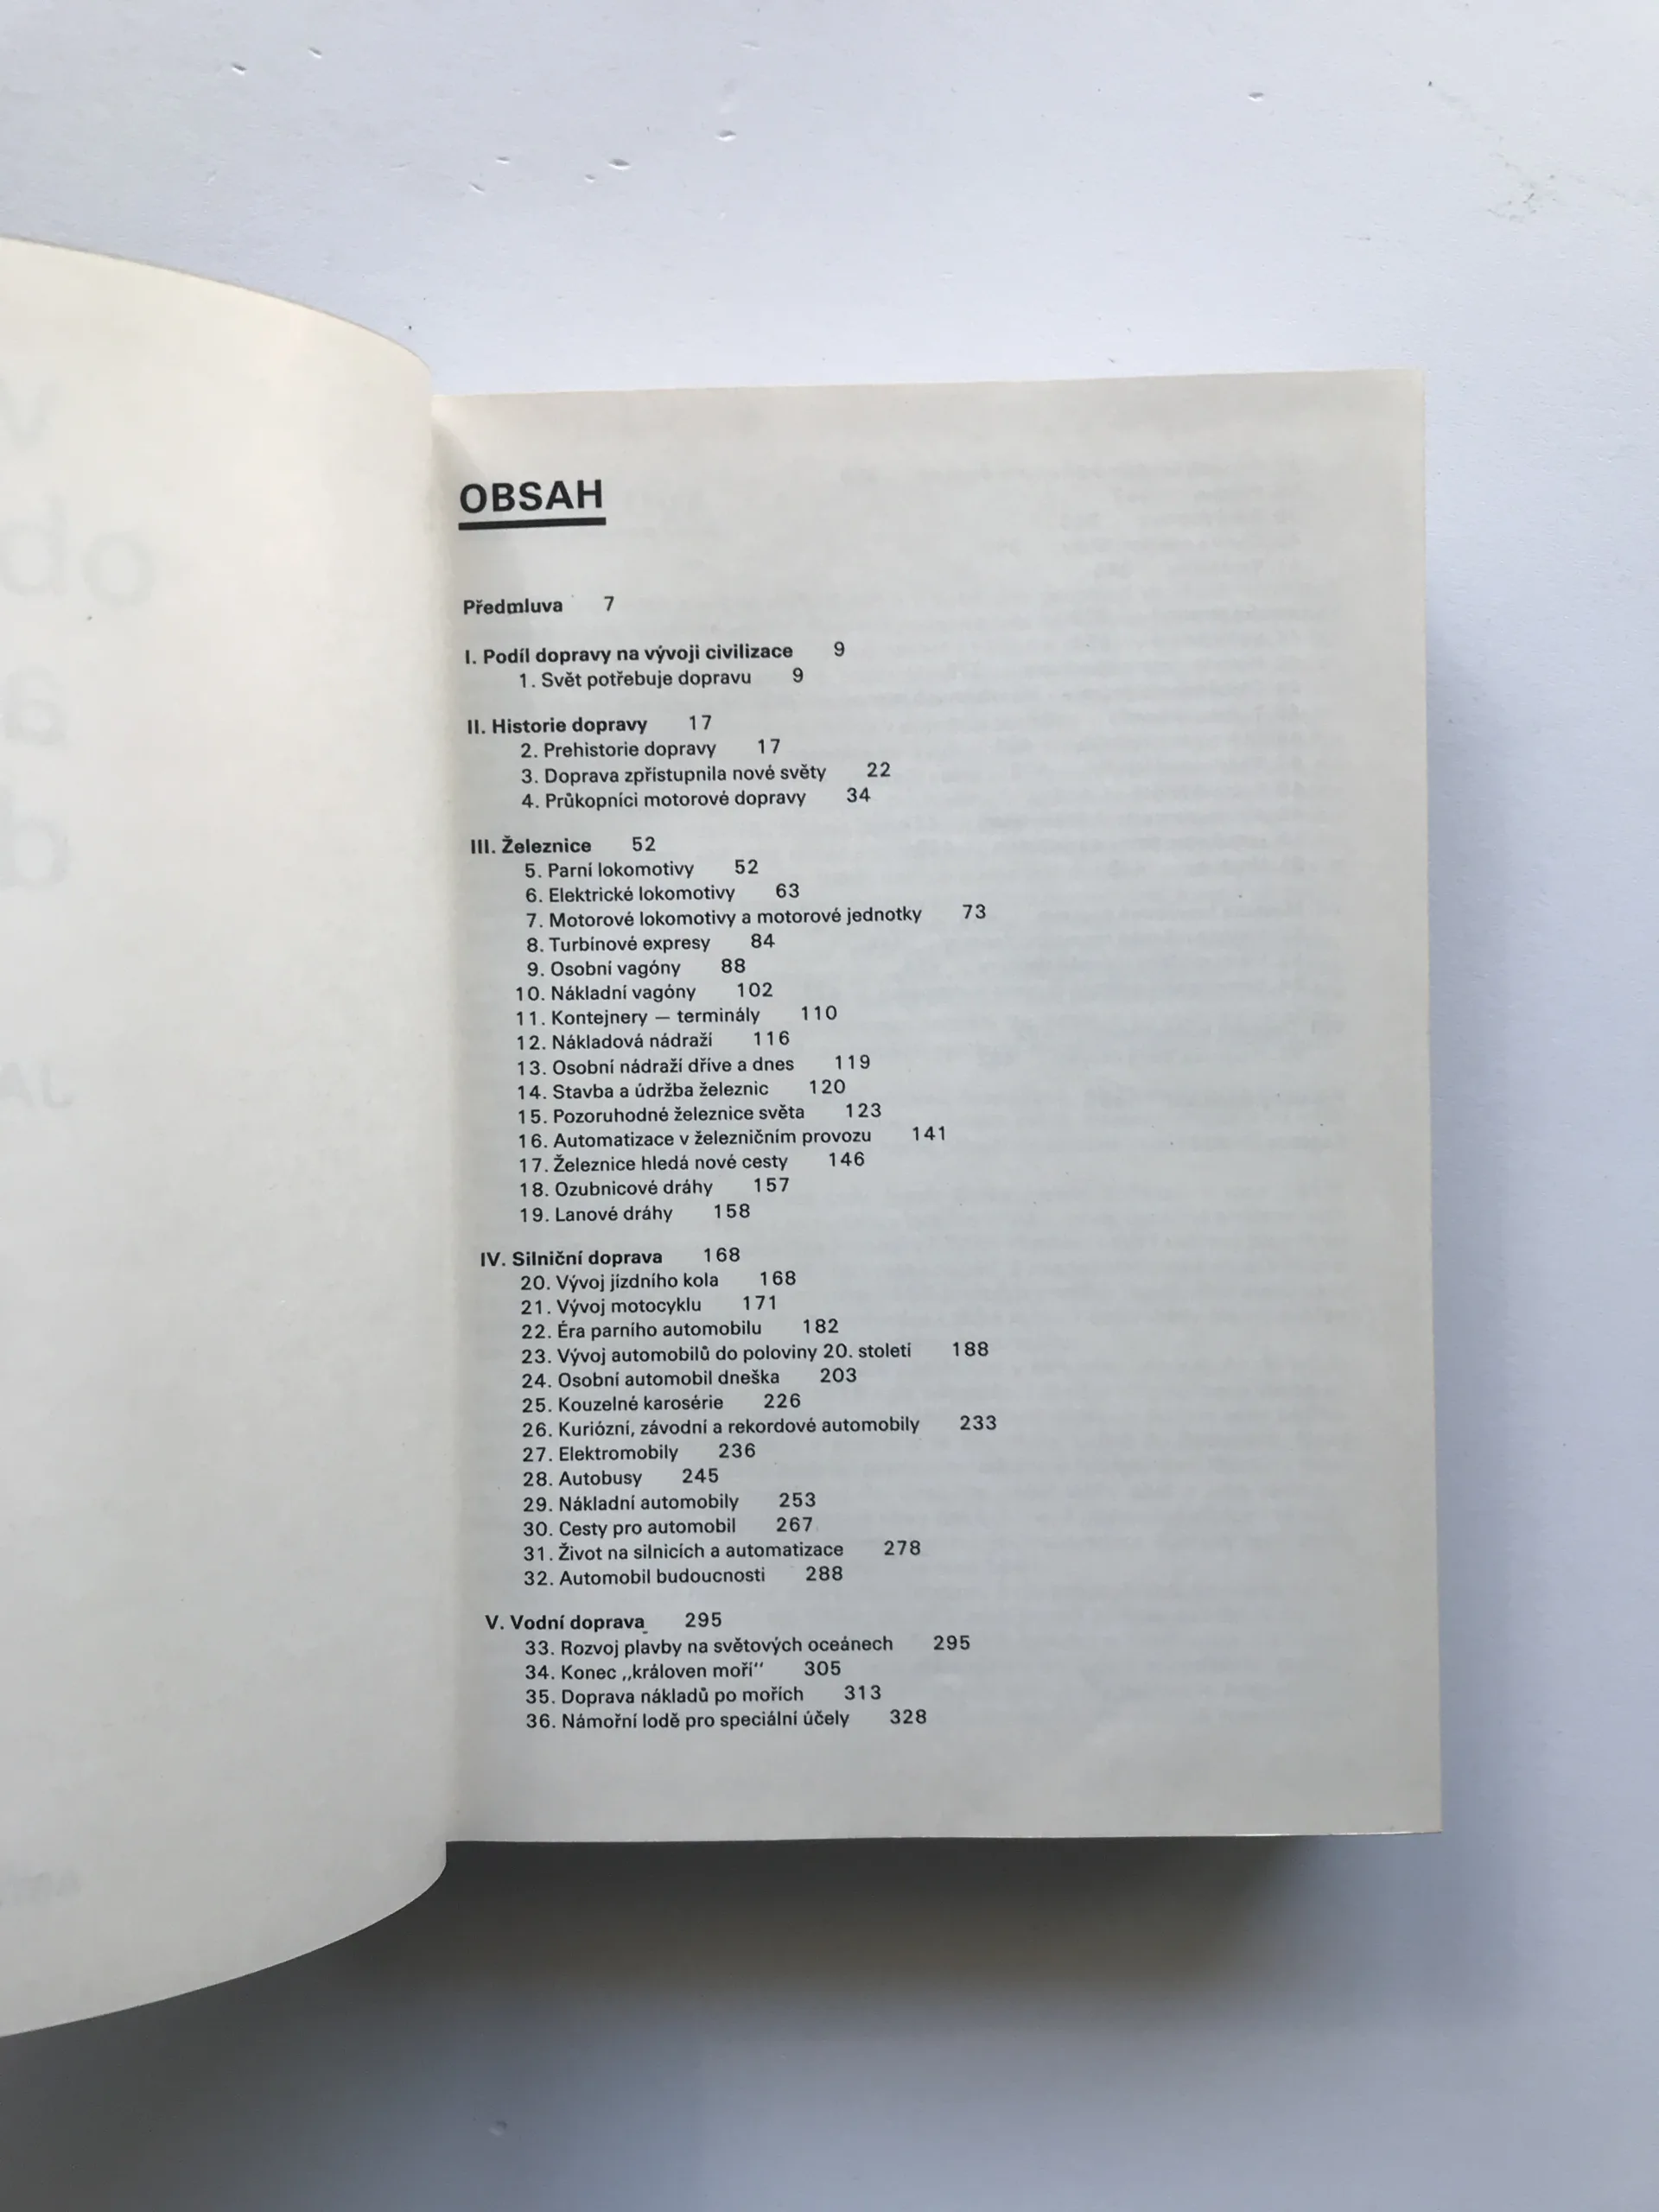 OBSAH
Předmluva 7
I. Podíl dopravy na vývoji civilizace 9
1. Svět potřebuje dopravu 9
II. Historie dopravy 17
2. Prehistorie dopravy 17
3. Doprava zpřístupnila nové světy 22
4. Průkopníci motorové dopravy 34
III. Železnice 52
5. Parní lokomotivy 52
6. Elektrické lokomotivy 63
7. Motorové lokomotivy a motorové jednotky 73
8. Turbínové expresy 84
9. Osobní vagóny 88
10. Nákladní vagóny 102
11. Kontejnery — terminály 110
12. Nákladová nádraží 116
13. Osobní nádraží dříve a dnes 119
14. Stavba a údržba železnic 120
15. Pozoruhodné železnice světa 123
16. Automatizace v železničním provozu 141
17. Železnice hledá nové cesty 146
18. Ozubnicové dráhy 157
19. Lanové dráhy 158
IV. Silniční doprava 168
20. Vývoj jízdního kola 168
21. Vývoj motocyklu 171
22. Éra parního automobilu 182
23. Vývoj automobilů do poloviny 20. století 188
24. Osobní automobil dneška 203
25. Kouzelné karosérie 226
26. Kuriózní, závodní a rekordové automobily 233
27. Elektromobily 236
28. Autobusy 245
29. Nákladní automobily 253
30. Cesty pro automobil 267
31. Život na silnicích a automatizace 278
32. Automobil budoucnosti 288
V. Vodní doprava 295
33. Rozvoj plavby na světových oceánech 295
34. Konec „královen moří“ 305
35. Doprava nákladů po mořích 313
36. Námořní lodě pro speciální účely 328